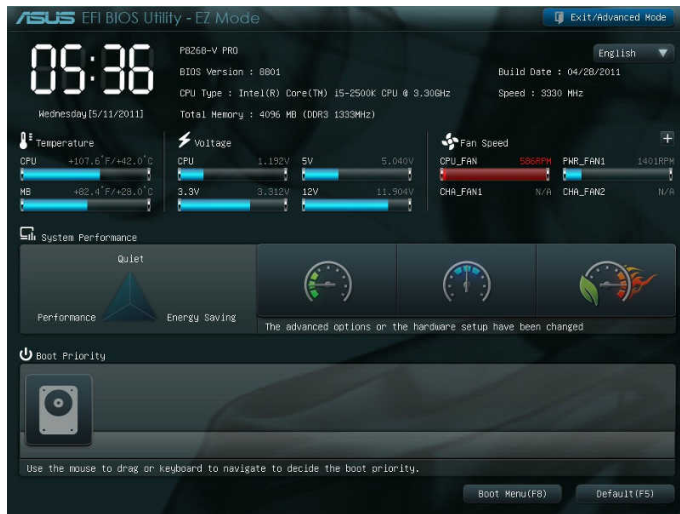 ASUS EFI BIOS Utility - EZ Mode
Exit/Advanced Mode
05:36
Wednesday[5/11/2011]
P8Z68-V PRO
English
BIOS Version : 8801
Build Date : 04/28/2011
CPU Type : Intel(R) Core(TM) i5-2500K CPU @ 3.30GHz
Speed : 3330 MHz
Total Memory : 4096 MB (DDR3 1333MHz)
Temperature
CPU +107.6°F/+42.0°C
MB +82.4°F/+28.0°C
Voltage
CPU 1.192V 5V 5.040V
3.3V 3.312V 12V 11.904V
Fan Speed
CPU_FAN 586RPM PWR_FAN1 1401RPM
CHA_FAN1 N/A CHA_FAN2 N/A
System Performance
Quiet
Performance
Energy Saving
The advanced options or the hardware setup have been changed
Boot Priority
Use the mouse to drag or keyboard to navigate to decide the boot priority.
Boot Menu(F8)
Default(F5)